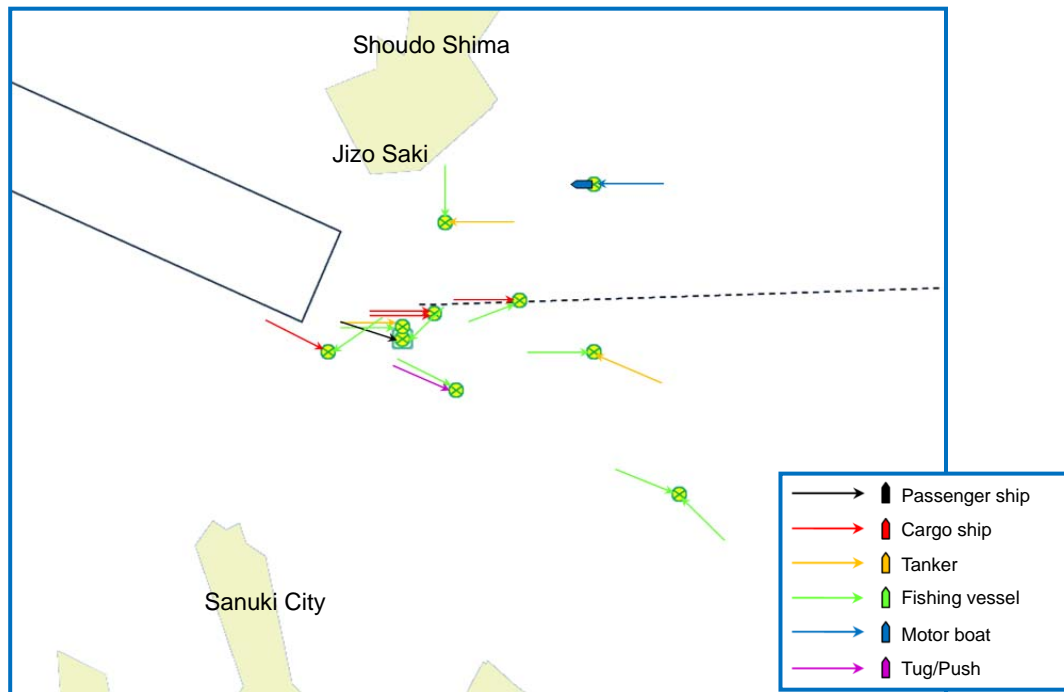 Shoudo Shima
Jizo Saki
Sanuki City
Passenger ship
Cargo ship
Tanker
Fishing vessel
Motor boat
Tug/Push